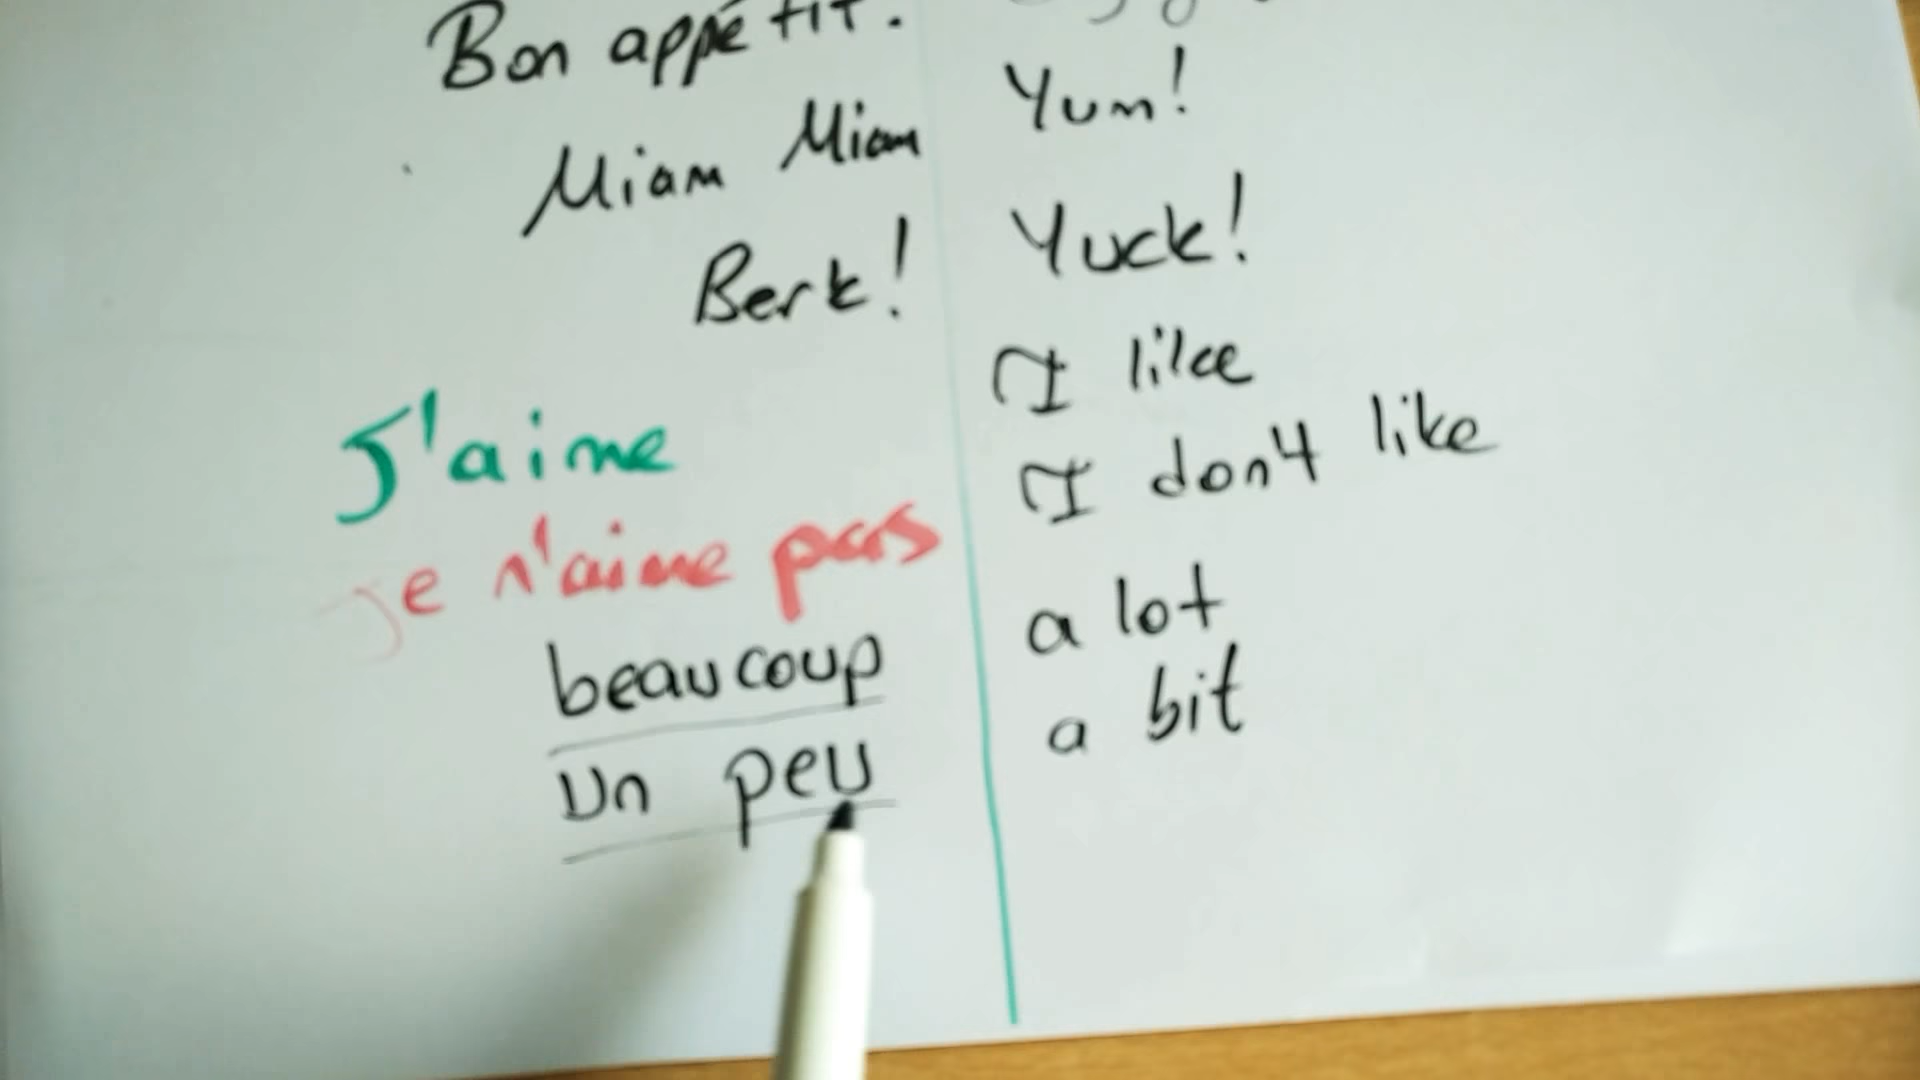 Bon appétit!
Miam Miam Yum!
Berk! Yuck!
J'aime I like
je n'aime pas I don't like
beaucoup a lot
Un peu a bit